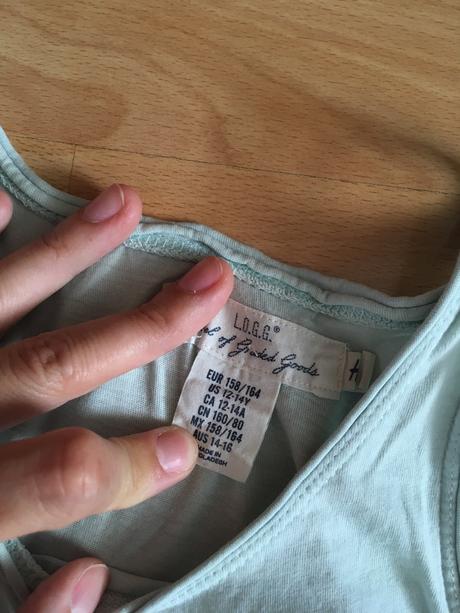 L.O.G.G.®
of Graded Goods
EUR 158/164
US 12-14Y
CA 12-14A
CN 160/80
MX 158/164
AUS 14-16
MADE IN